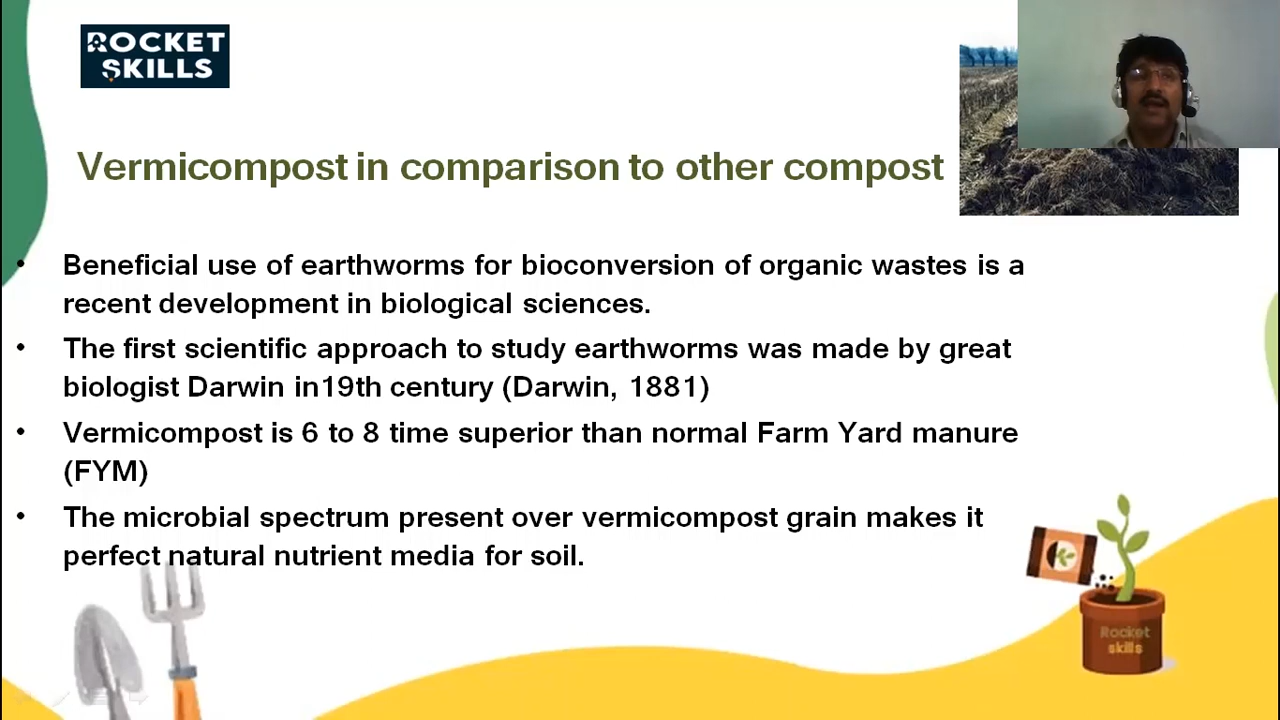 ROCKET
SKILLS
Vermicompost in comparison to other compost
• Beneficial use of earthworms for bioconversion of organic wastes is a
recent development in biological sciences.
• The first scientific approach to study earthworms was made by great
biologist Darwin in19th century (Darwin, 1881)
• Vermicompost is 6 to 8 time superior than normal Farm Yard manure
(FYM)
• The microbial spectrum present over vermicompost grain makes it
perfect natural nutrient media for soil.
Rocket
skills